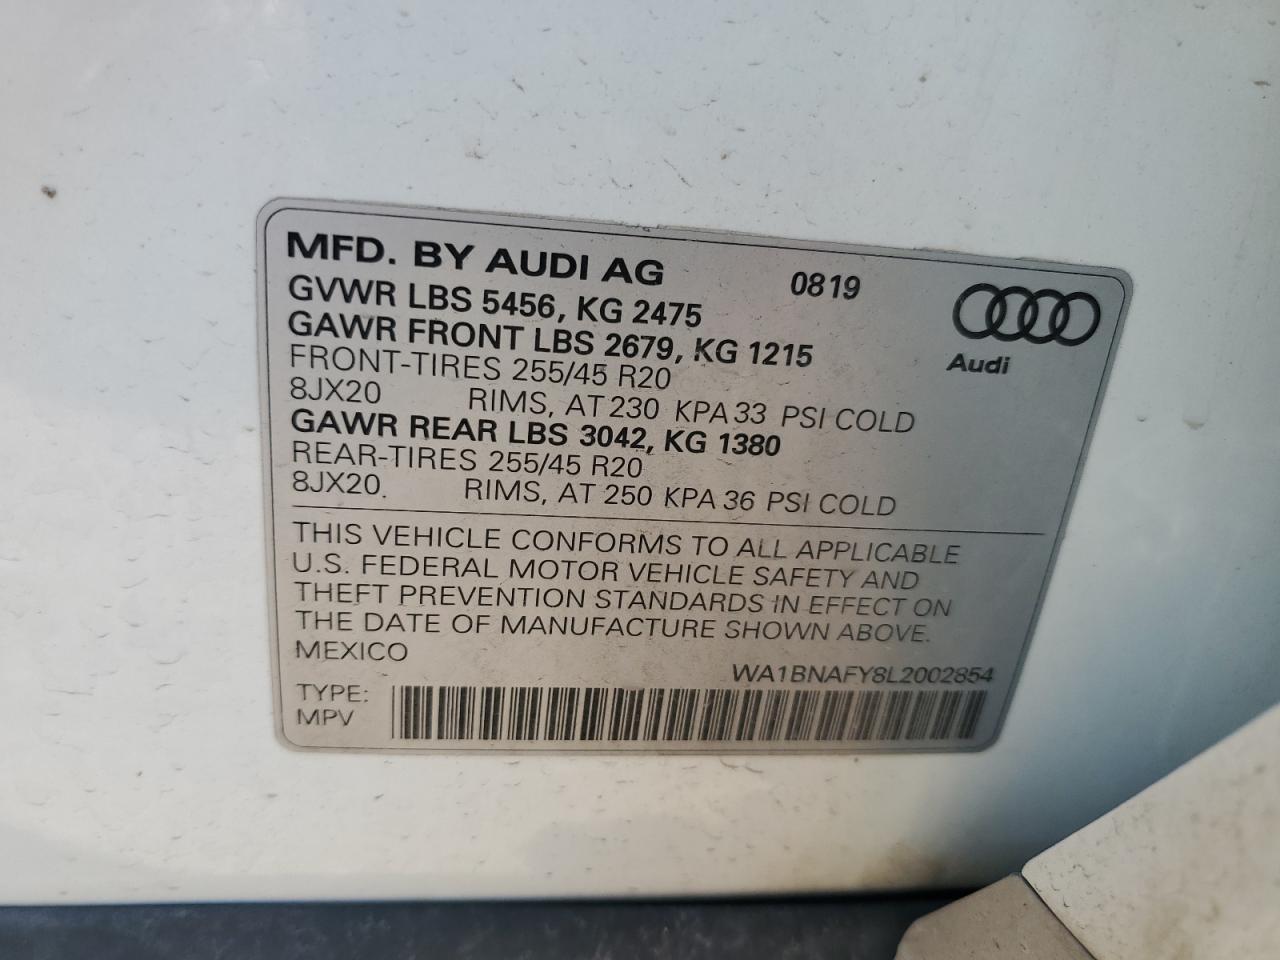 MFD. BY AUDI AG 0819
GVWR LBS 5456, KG 2475
GAWR FRONT LBS 2679, KG 1215
Audi
FRONT-TIRES 255/45 R20
8JX20 RIMS, AT 230 KPA 33 PSI COLD
GAWR REAR LBS 3042, KG 1380
REAR-TIRES 255/45 R20
8JX20. RIMS, AT 250 KPA 36 PSI COLD
THIS VEHICLE CONFORMS TO ALL APPLICABLE
U.S. FEDERAL MOTOR VEHICLE SAFETY AND
THEFT PREVENTION STANDARDS IN EFFECT ON
THE DATE OF MANUFACTURE SHOWN ABOVE.
MEXICO
WA1BNAFY8L2002854
TYPE:
MPV